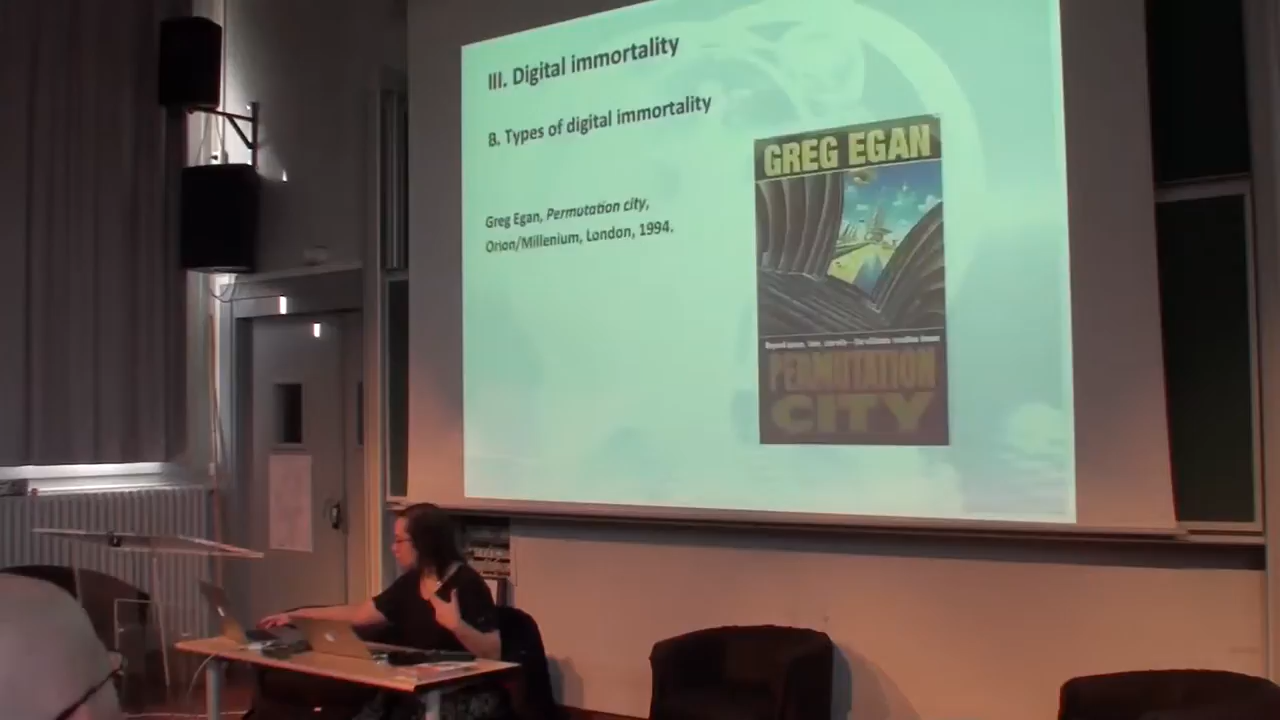 III. Digital immortality
B. Types of digital immortality
Greg Egan, Permutation city,
Orion/Millenium, London, 1994.
GREG EGAN
PERMUTATION
CITY